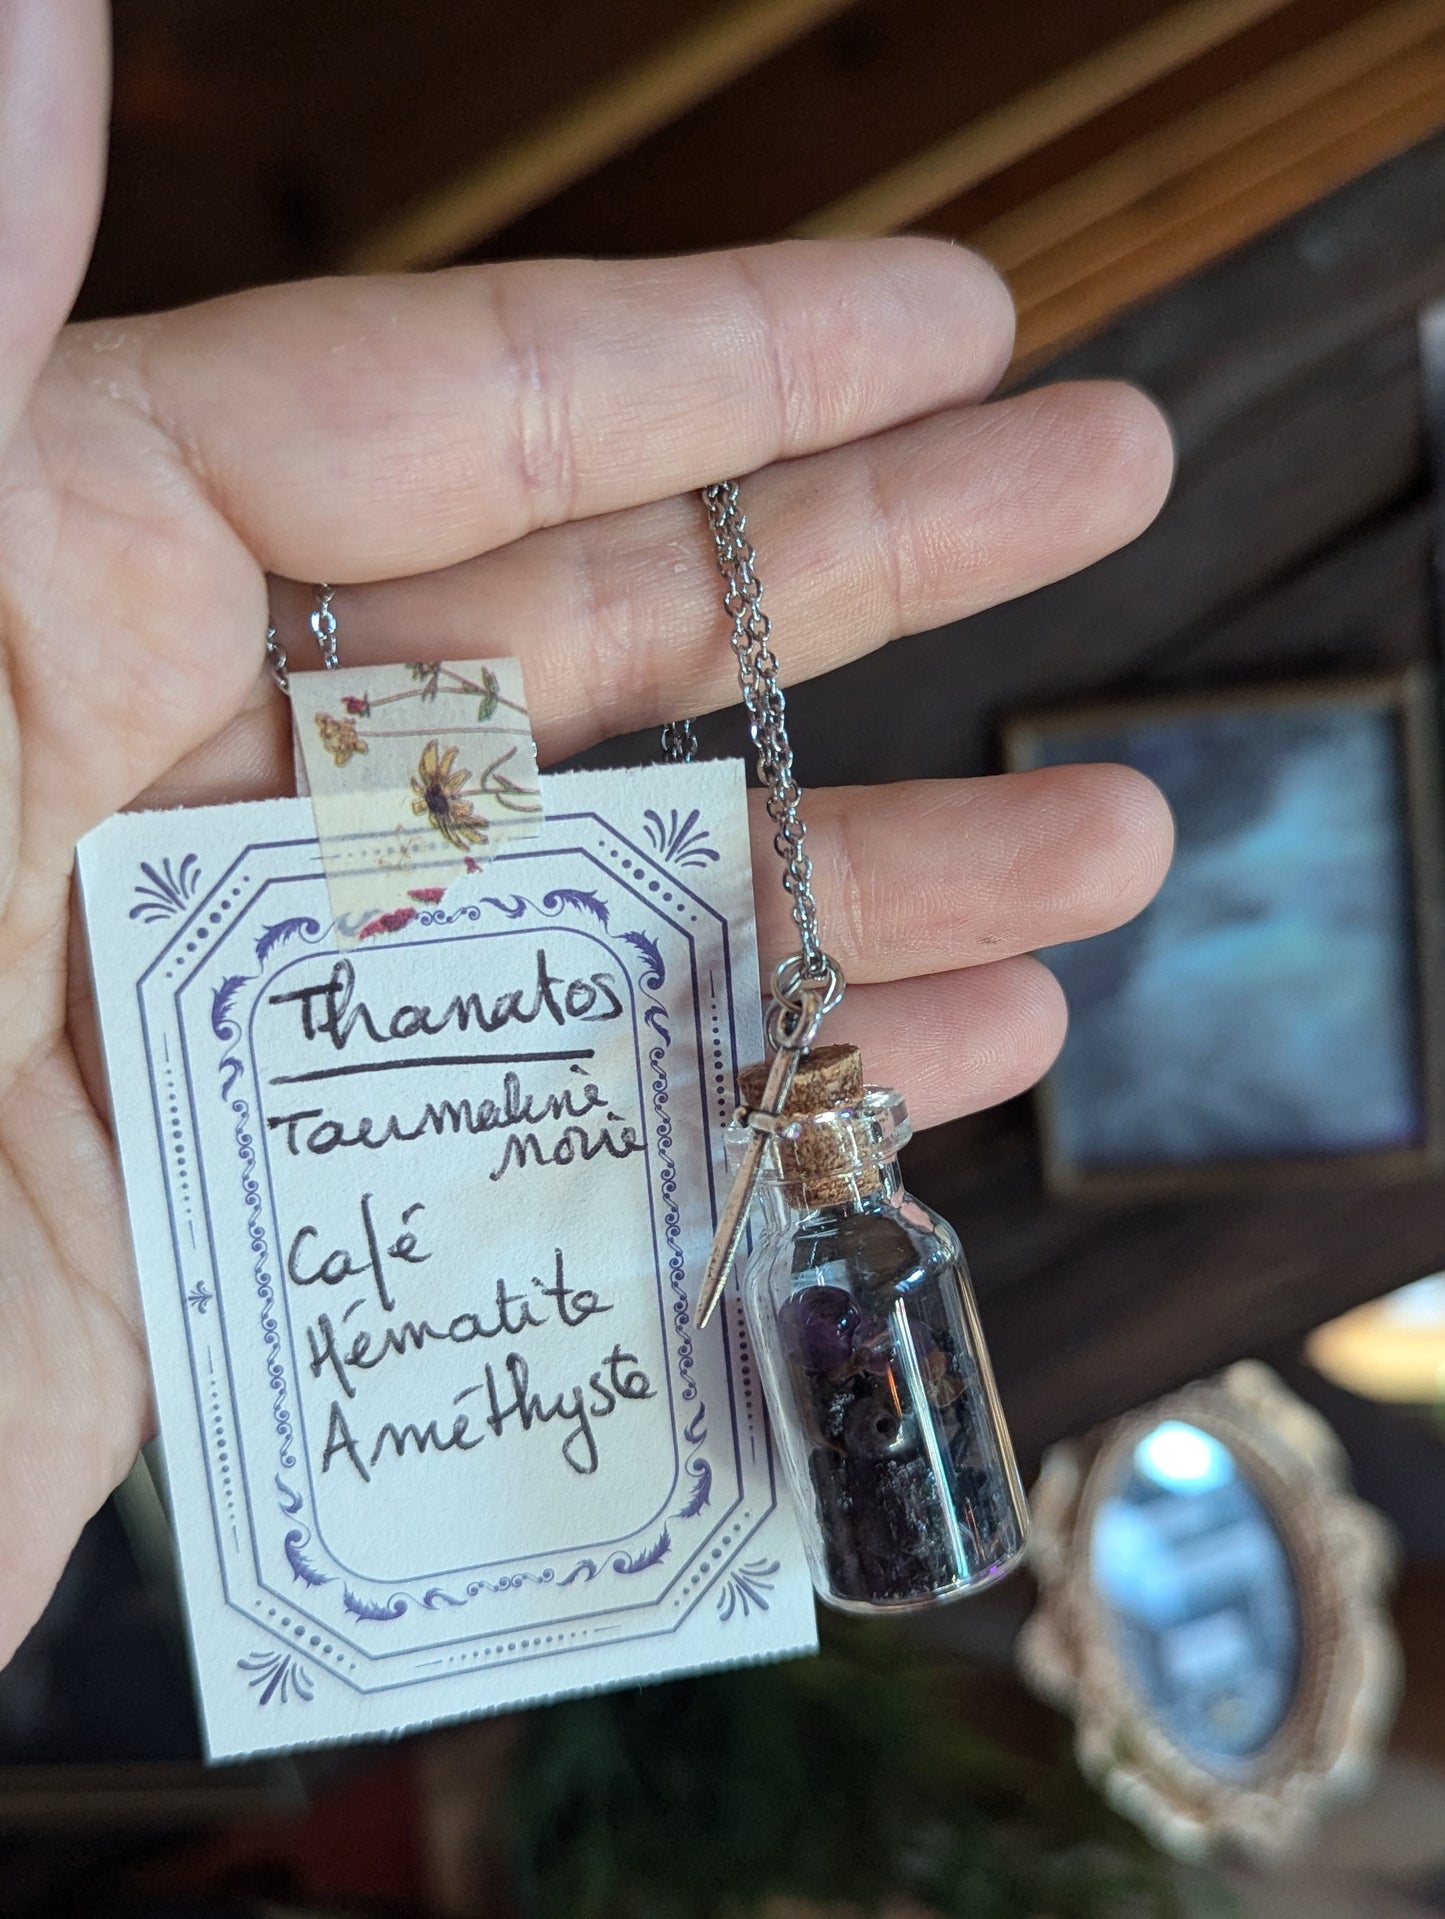 Thanatos
Tourmaline
noire
Café
Hématite
Améthyste